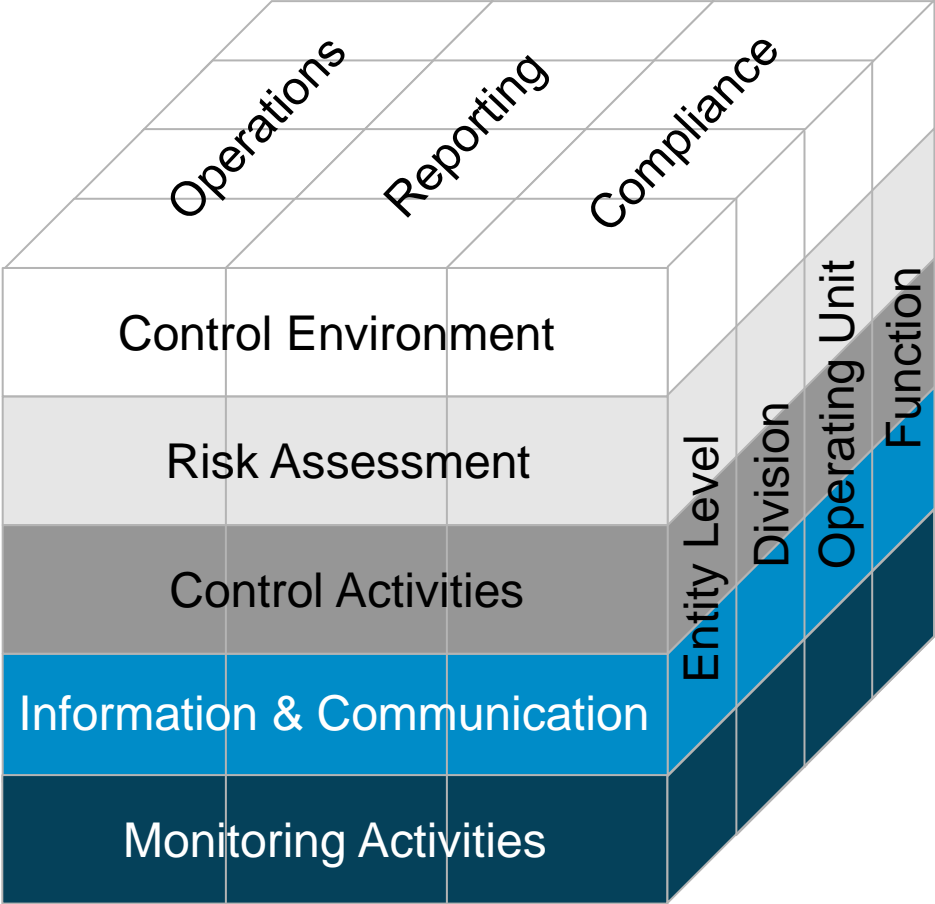 Operations
Reporting
Compliance
Control Environment
Risk Assessment
Control Activities
Information & Communication
Monitoring Activities
Entity Level
Division
Operating Unit
Function